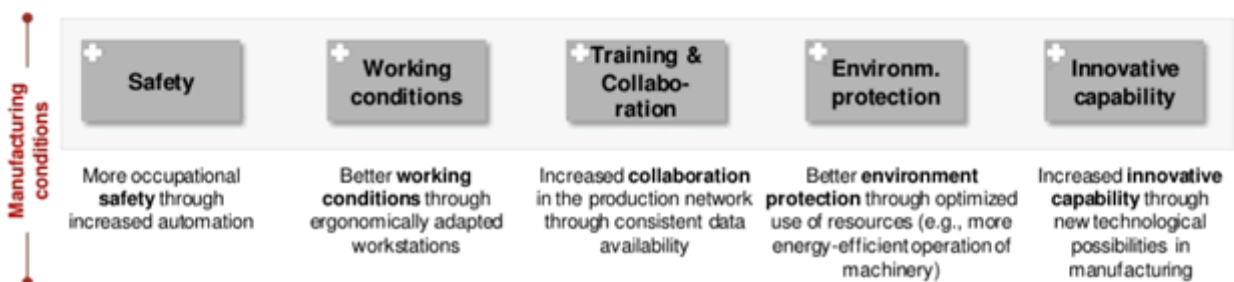 Manufacturing
conditions
Safety
Working
conditions
Training &
Collabo-
ration
Environm.
protection
Innovative
capability
More occupational
safety through
increased automation
Better working
conditions through
ergonomically adapted
workstations
Increased collaboration
in the production network
through consistent data
availability
Better environment
protection through optimized
use of resources (e.g., more
energy-efficient operation of
machinery)
Increased innovative
capability through
new technological
possibilities in
manufacturing